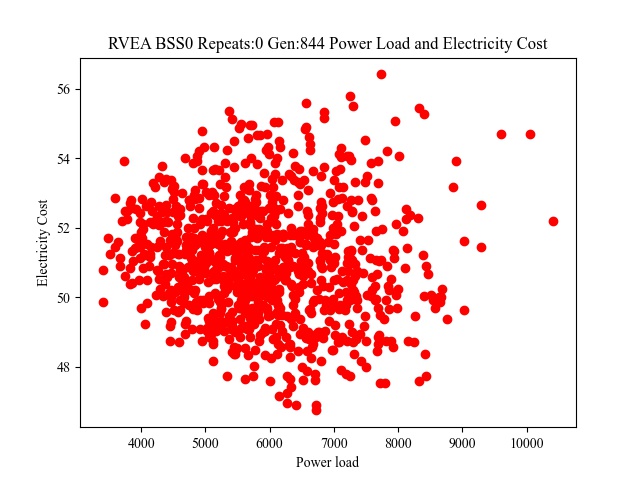 RVEA BSS0 Repeats:0 Gen:844 Power Load and Electricity Cost
56
54
52
50
48
Electricity Cost
4000 5000 6000 7000 8000 9000 10000
Power load